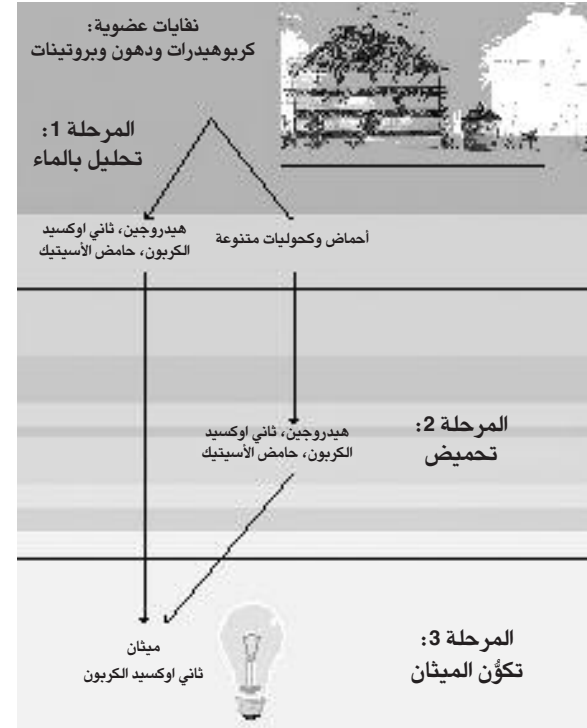 نفايات عضوية:
كربوهيدرات ودهون وبروتينات
المرحلة 1:
تحليل بالماء
هيدروجين، ثاني اوكسيد
الكربون، حامض الأسيتيك
أحماض وكحوليات متنوعة
المرحلة 2:
تحميض
هيدروجين، ثاني اوكسيد
الكربون، حامض الأسيتيك
المرحلة 3:
تكوُّن الميثان
ميثان
ثاني اوكسيد الكربون